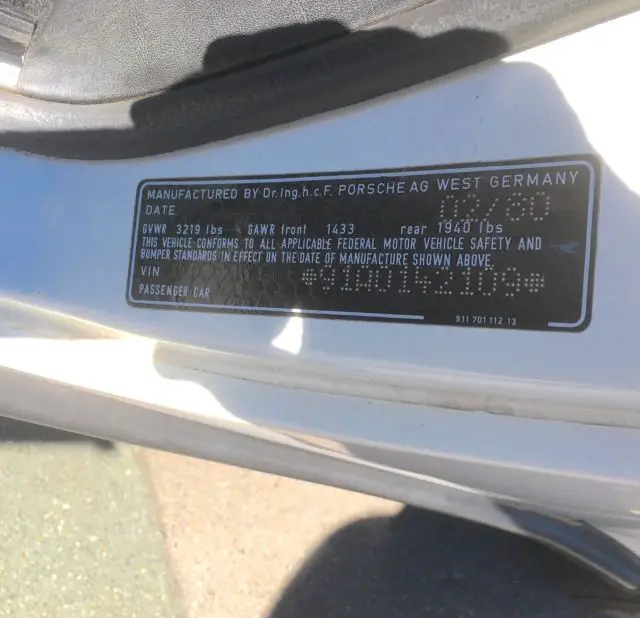 MANUFACTURED BY Dr.Ing.h.c.F. PORSCHE AG WEST GERMANY
DATE 02/80
GVWR 3219 lbs GAWR front 1433 rear 1940 lbs
THIS VEHICLE CONFORMS TO ALL APPLICABLE FEDERAL MOTOR VEHICLE SAFETY AND
BUMPER STANDARDS IN EFFECT ON THE DATE OF MANUFACTURE SHOWN ABOVE.
VIN *91A0142109*
PASSENGER CAR
911 701 112 13